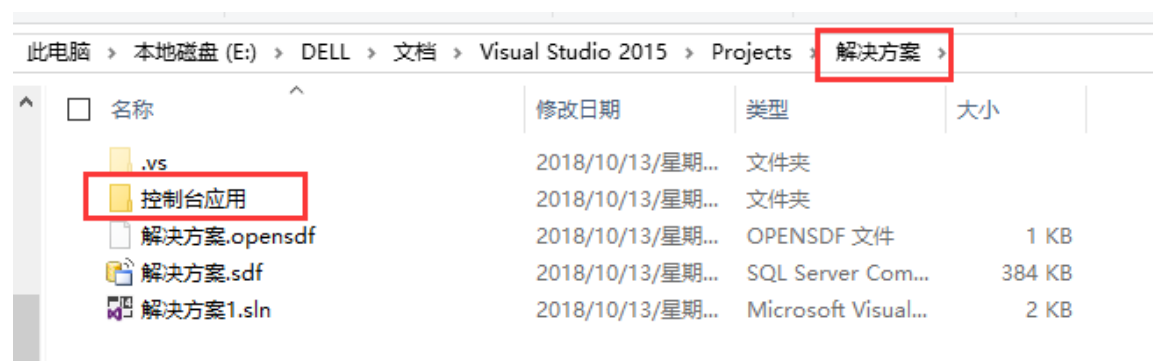 此电脑 › 本地磁盘 (E:) › DELL › 文档 › Visual Studio 2015 › Projects › 解决方案 ›
名称 修改日期 类型 大小
.vs 2018/10/13/星期... 文件夹
控制台应用 2018/10/13/星期... 文件夹
解决方案.opensdf 2018/10/13/星期... OPENSDF 文件 1 KB
解决方案.sdf 2018/10/13/星期... SQL Server Com... 384 KB
解决方案1.sln 2018/10/13/星期... Microsoft Visual... 2 KB